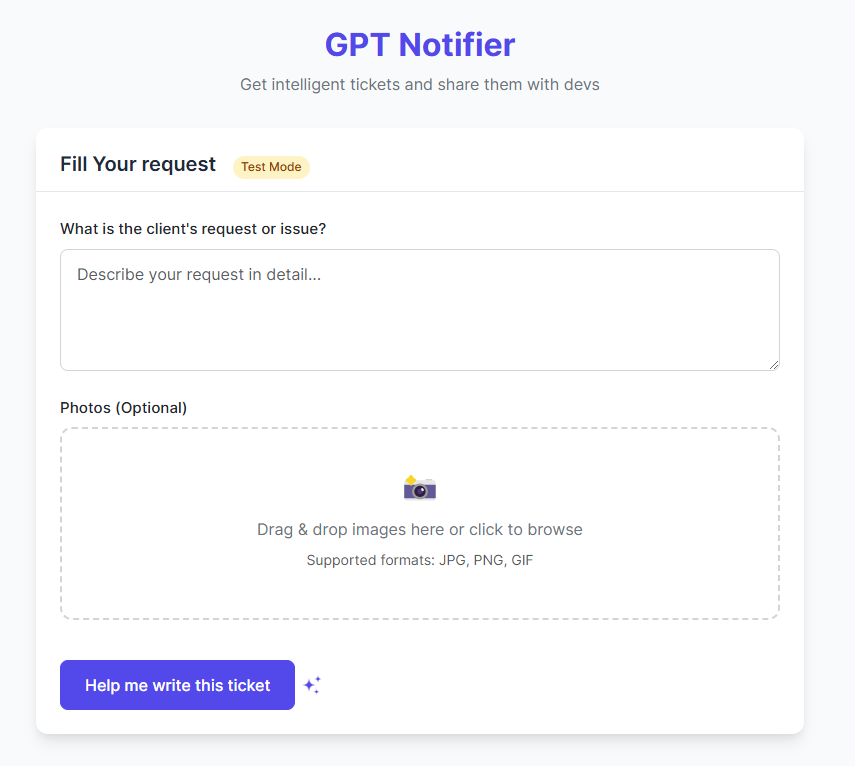 GPT Notifier
Get intelligent tickets and share them with devs
Fill Your request Test Mode
What is the client's request or issue?
Describe your request in detail...
Photos (Optional)
Drag & drop images here or click to browse
Supported formats: JPG, PNG, GIF
Help me write this ticket